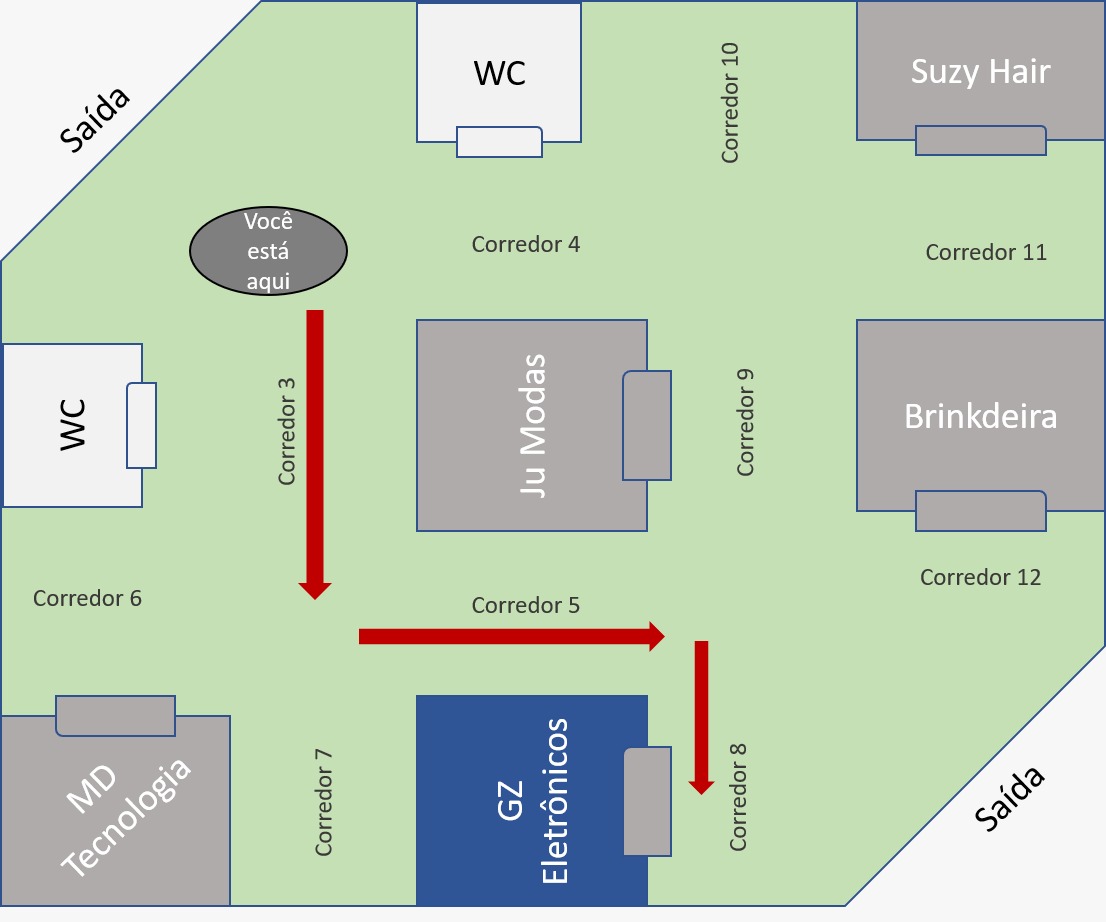 WC
Corredor 10
Suzy Hair
Saída
Você
está
aqui
Corredor 4
Corredor 11
WC
Corredor 3
Ju Modas
Corredor 9
Brinkdeira
Corredor 6
Corredor 5
Corredor 12
MD
Tecnologia
Corredor 7
GZ
Eletrônicos
Corredor 8
Saída